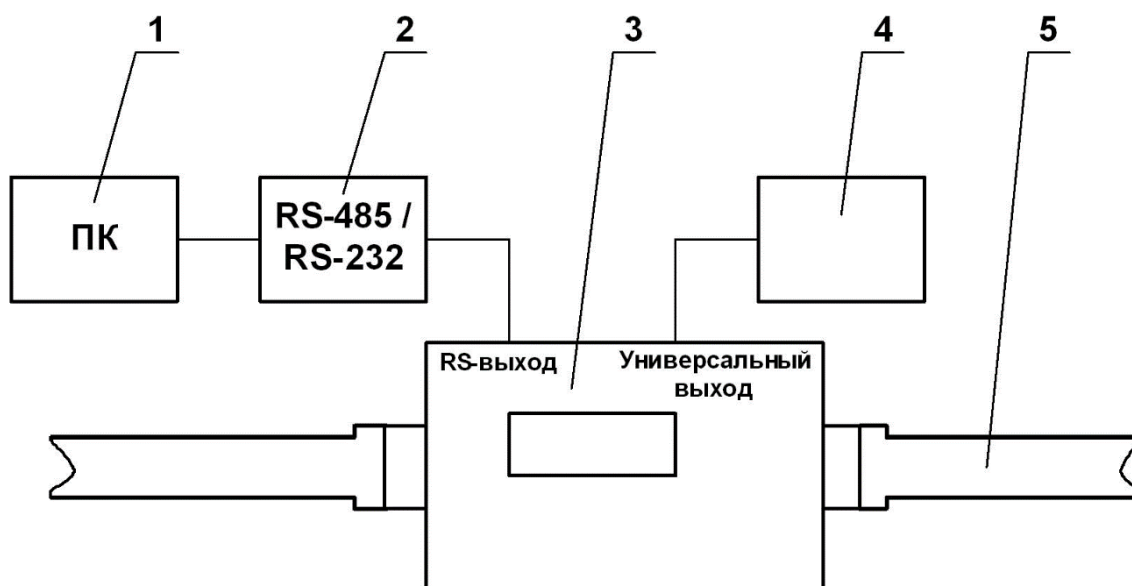 1
2
3
4
5
ПК
RS-485 /
RS-232
RS-выход
Универсальный
выход